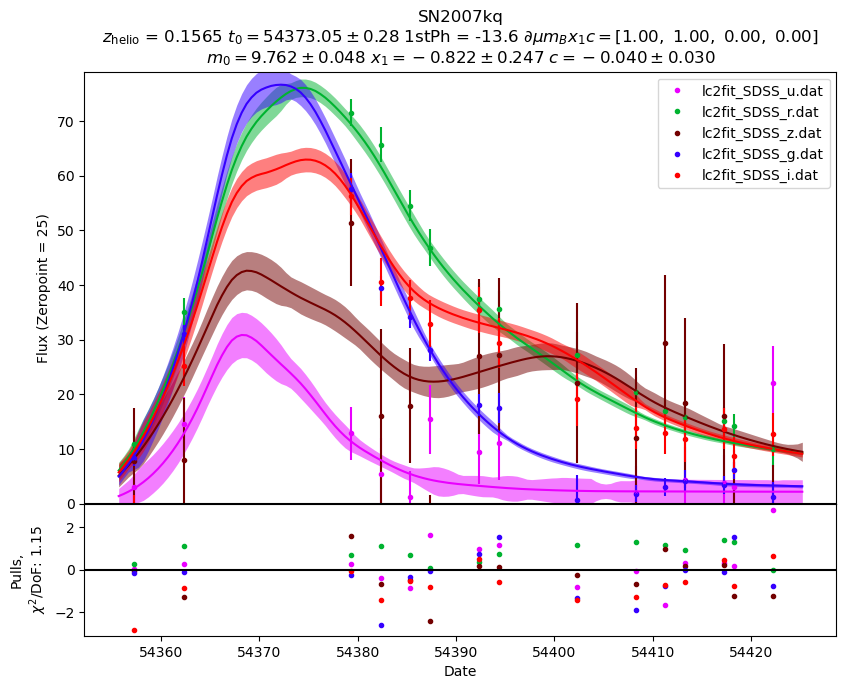 SN2007kq
z_helio = 0.1565 t_0 = 54373.05 ± 0.28 1stPh = -13.6 ∂μm_Bx_1c = [1.00, 1.00, 0.00, 0.00]
m_0 = 9.762 ± 0.048 x_1 = −0.822 ± 0.247 c = −0.040 ± 0.030
lc2fit_SDSS_u.dat
lc2fit_SDSS_r.dat
lc2fit_SDSS_z.dat
lc2fit_SDSS_g.dat
lc2fit_SDSS_i.dat
Flux (Zeropoint = 25)
70
60
50
40
30
20
10
0
Pulls,
χ²/DoF: 1.15
2
0
−2
54360 54370 54380 54390 54400 54410 54420
Date